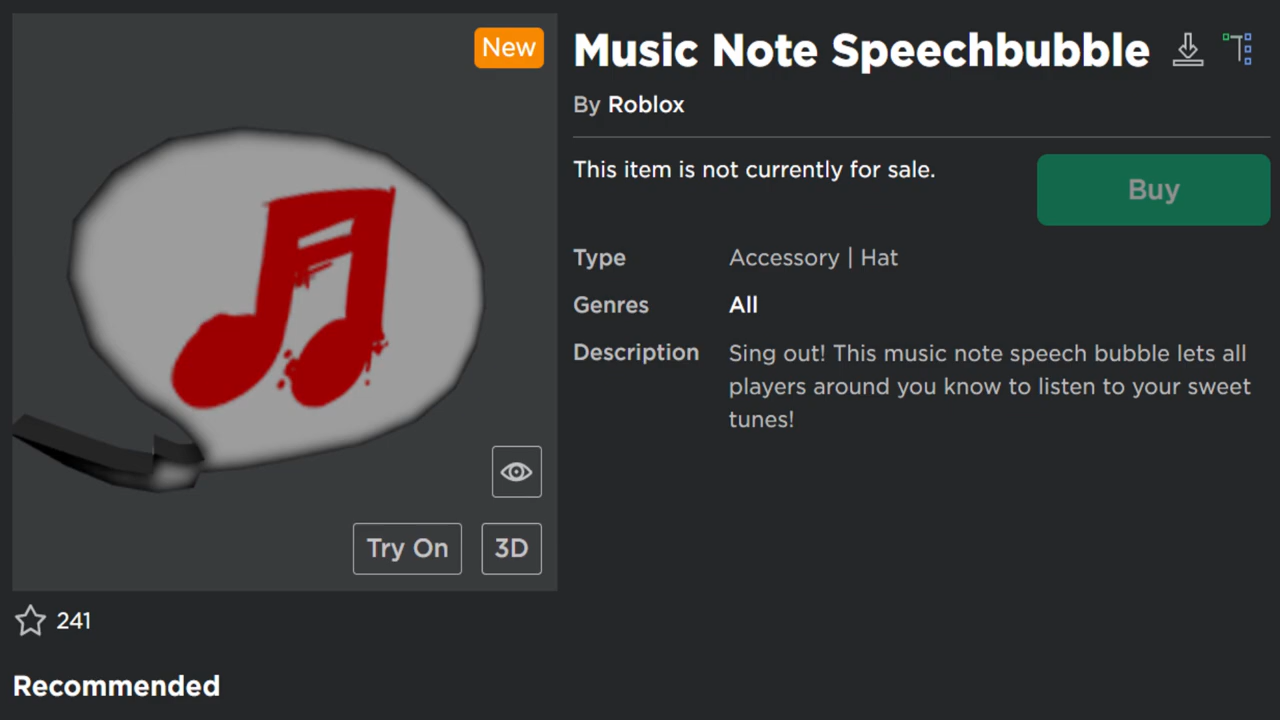 New
Music Note Speechbubble
By Roblox
This item is not currently for sale.
Buy
Type Accessory | Hat
Genres All
Description Sing out! This music note speech bubble lets all
players around you know to listen to your sweet
tunes!
Try On
3D
241
Recommended